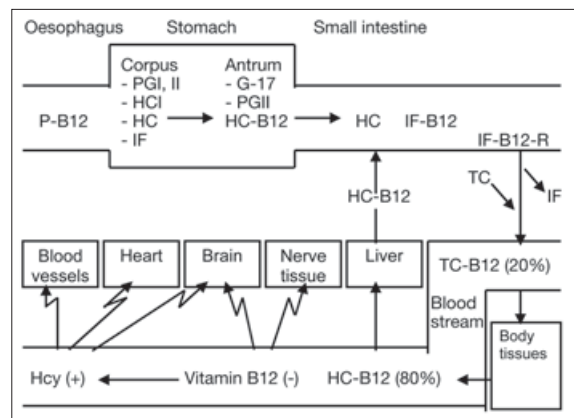 Oesophagus Stomach Small intestine
Corpus Antrum
- PGI, II - G-17
- HCl - PGII
P-B12 - HC HC-B12 HC IF-B12
- IF
IF-B12-R
TC IF
HC-B12
Blood vessels
Heart
Brain
Nerve tissue
Liver
TC-B12 (20%)
Blood stream
Body tissues
Hcy (+) Vitamin B12 (-) HC-B12 (80%)